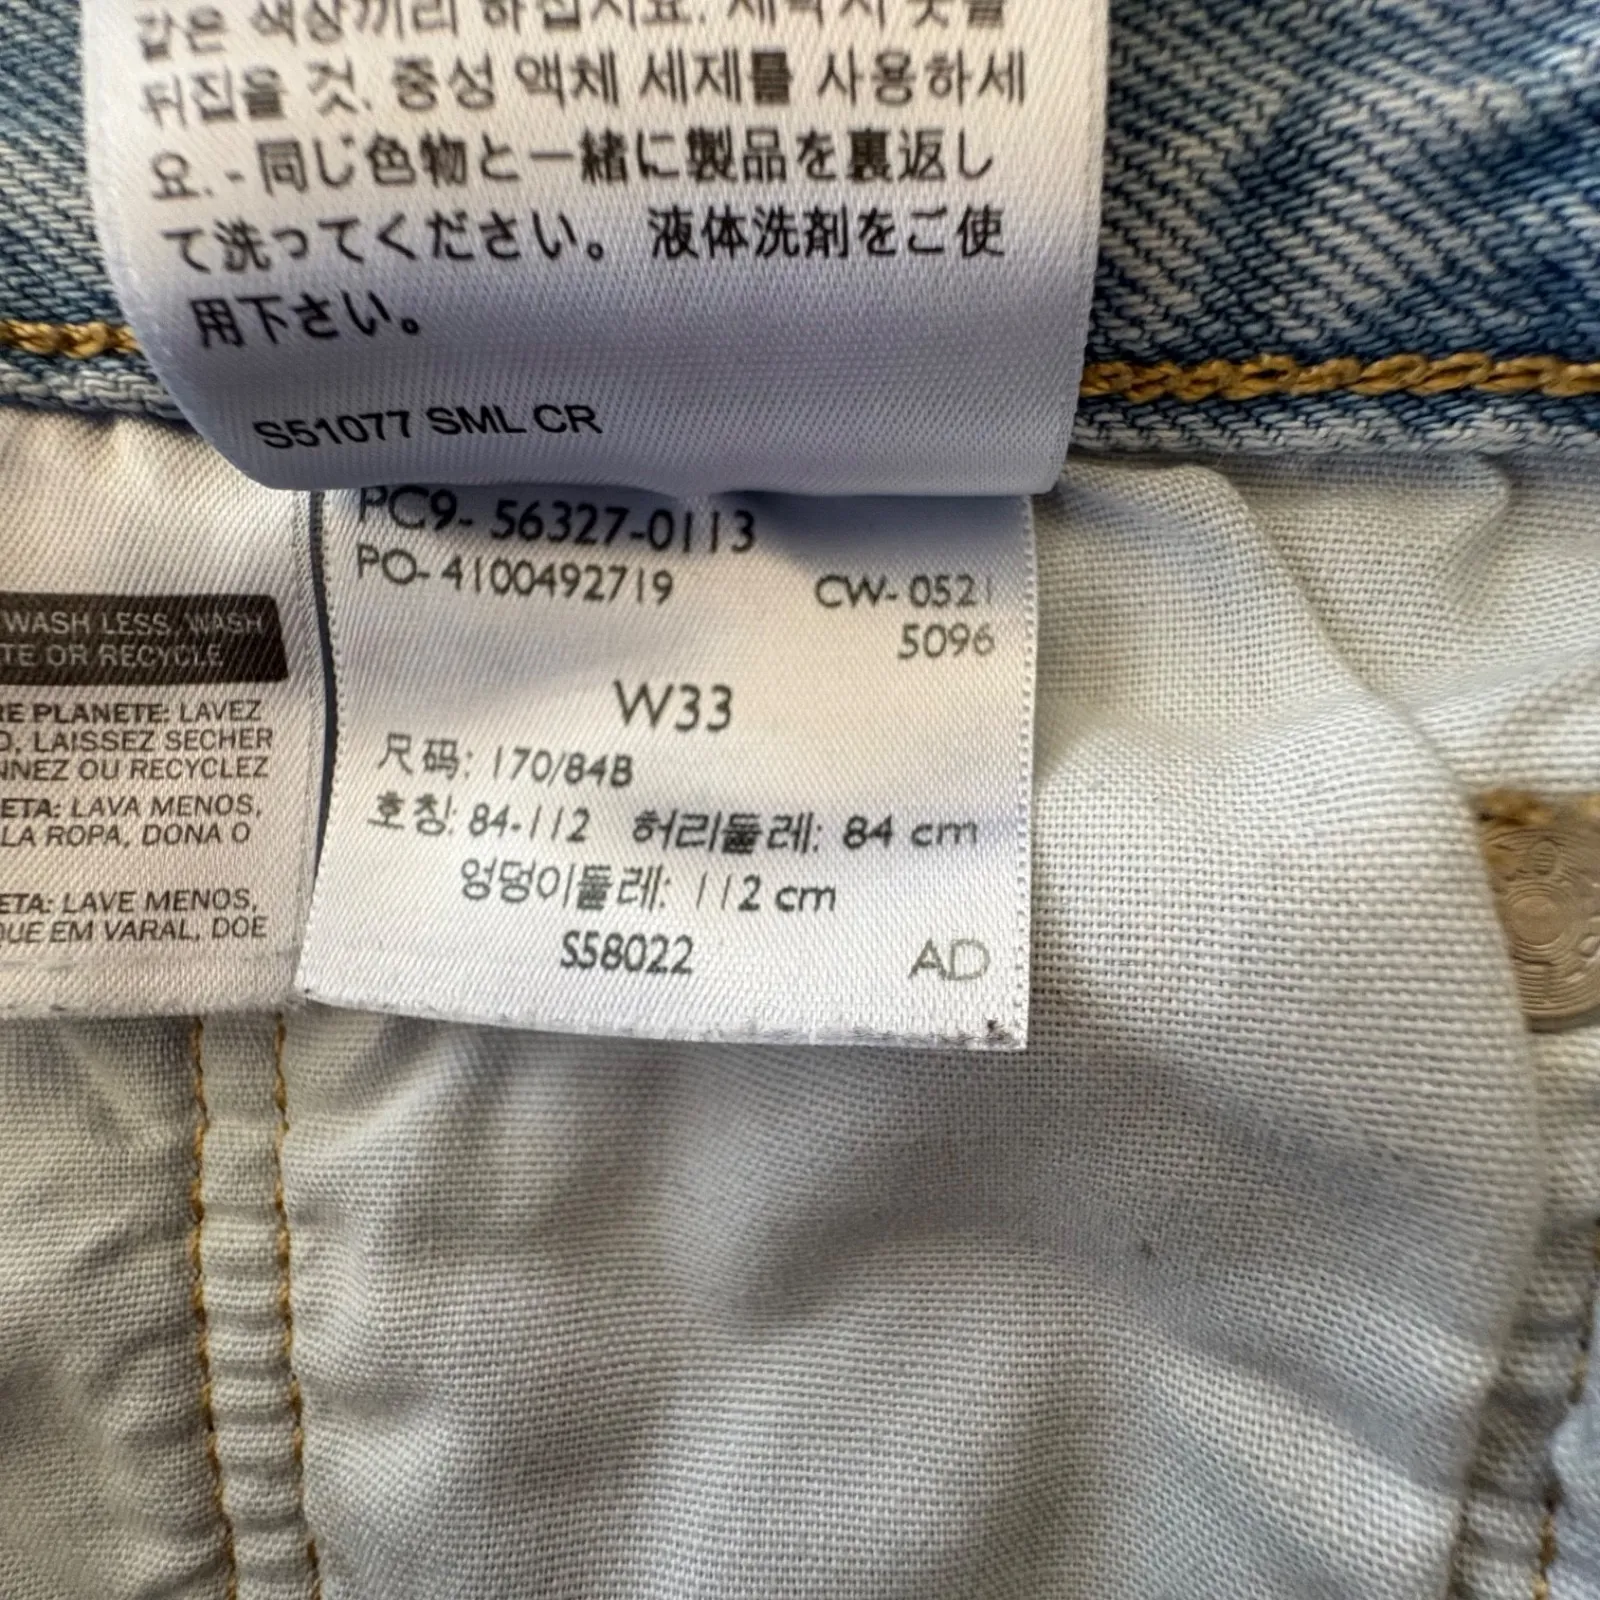 같은 색상끼리 하십시오. 세탁시 옷을
뒤집을 것. 중성 액체 세제를 사용하세
요. - 同じ色物と一緒に製品を裏返し
て洗ってください。 液体洗剤をご使
用下さい。
S51077 SML CR
WASH LESS, WASH
TE OR RECYCLE
RE PLANETE: LAVEZ
D, LAISSEZ SECHER
NNEZ OU RECYCLEZ
ETA: LAVA MENOS,
LA ROPA, DONA O
ETA: LAVE MENOS,
QUE EM VARAL, DOE
PC9- 56327-0113
PO- 4100492719 CW- 0521
5096
W33
尺码: 170/84B
호칭: 84-112 허리둘레: 84 cm
엉덩이둘레: 112 cm
S58022 AD